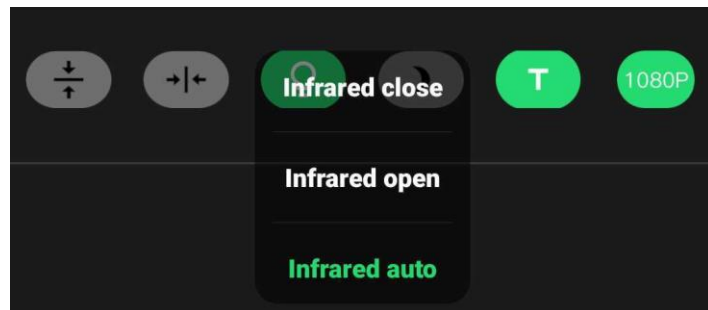 Infrared close
T
1080P
Infrared open
Infrared auto